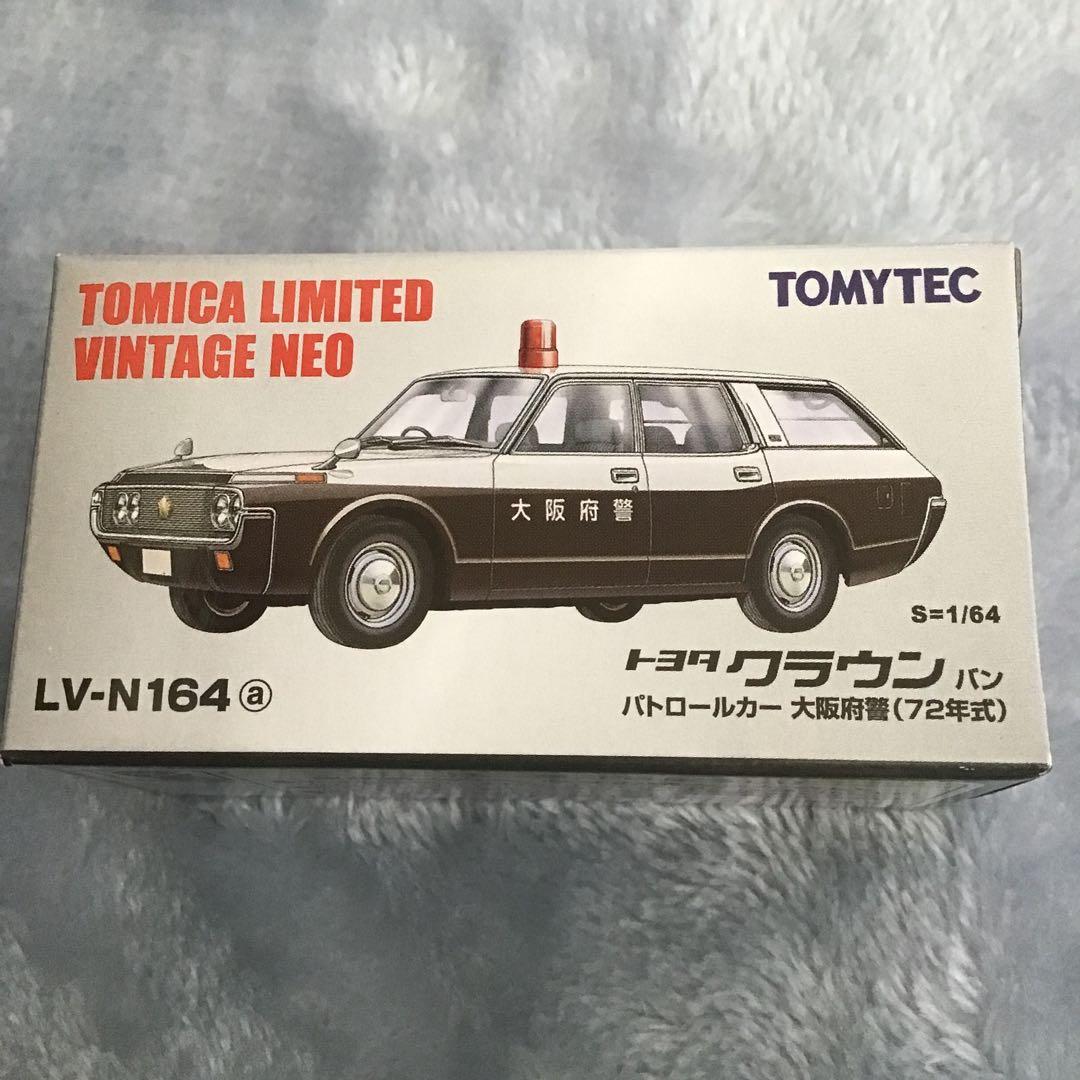 TOMICA LIMITED
VINTAGE NEO
TOMYTEC
大阪府警
S=1/64
LV-N164 ⓐ
トヨタ クラウン バン
パトロールカー 大阪府警(72年式)